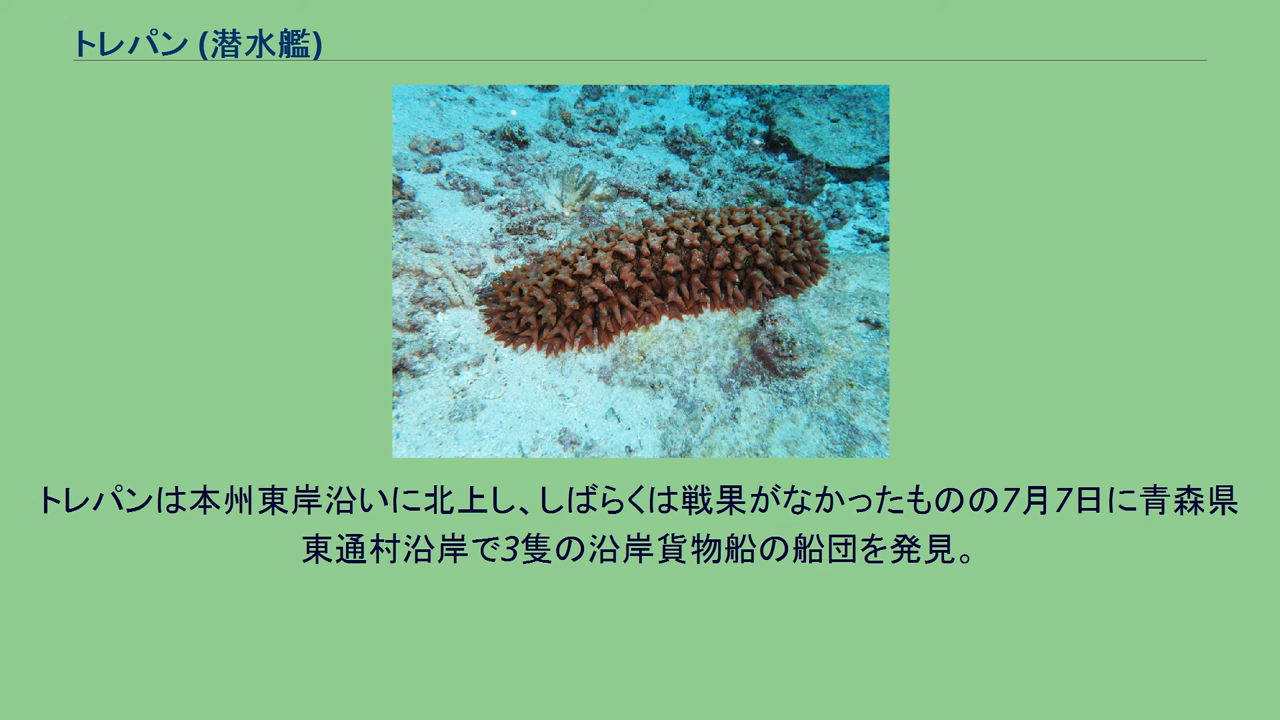 トレパン (潜水艦)
トレパンは本州東岸沿いに北上し、しばらくは戦果がなかったものの7月7日に青森県
東通村沿岸で3隻の沿岸貨物船の船団を発見。